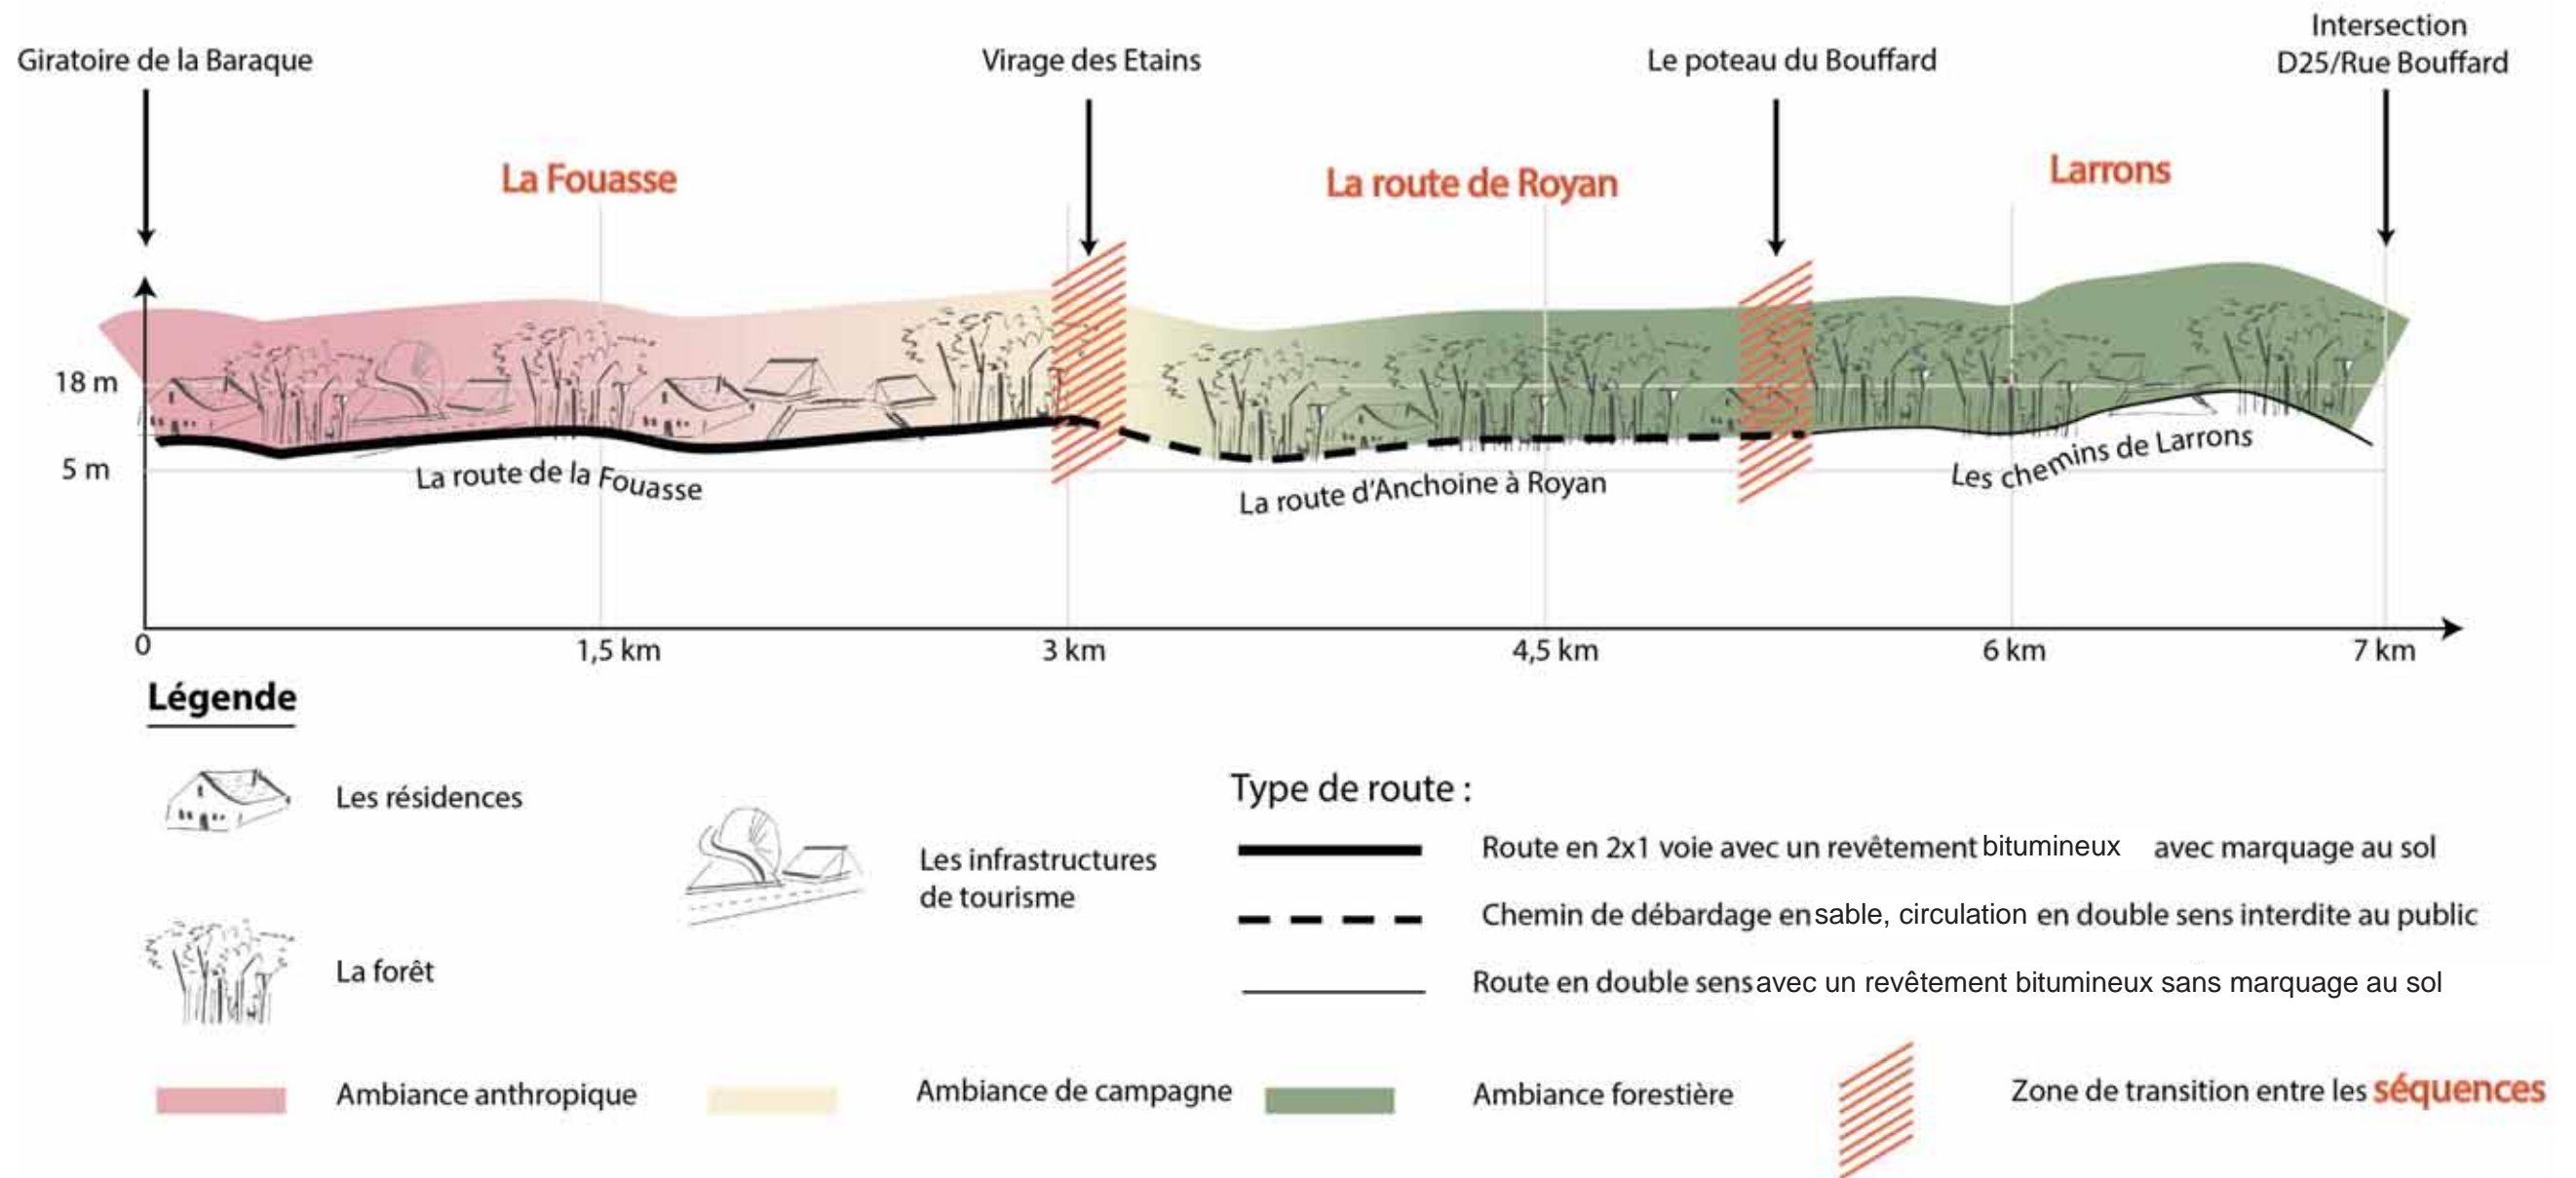 Giratoire de la Baraque
Virage des Etains
Le poteau du Bouffard
Intersection
D25/Rue Bouffard
La Fouasse
La route de Royan
Larrons
18 m
5 m
La route de la Fouasse
La route d'Anchoine à Royan
Les chemins de Larrons
0
1,5 km
3 km
4,5 km
6 km
7 km
Légende
Les résidences
Les infrastructures
de tourisme
La forêt
Type de route :
Route en 2x1 voie avec un revêtement bitumineux avec marquage au sol
Chemin de débardage en sable, circulation en double sens interdite au public
Route en double sens avec un revêtement bitumineux sans marquage au sol
Ambiance anthropique
Ambiance de campagne
Ambiance forestière
Zone de transition entre les séquences